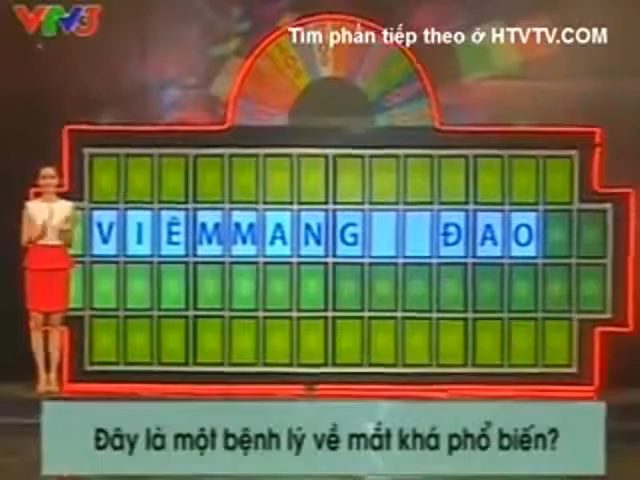 VTV3
Tìm phần tiếp theo ở HTVTV.COM
VIÊMMANG ĐAO
Đây là một bệnh lý về mắt khá phổ biến?